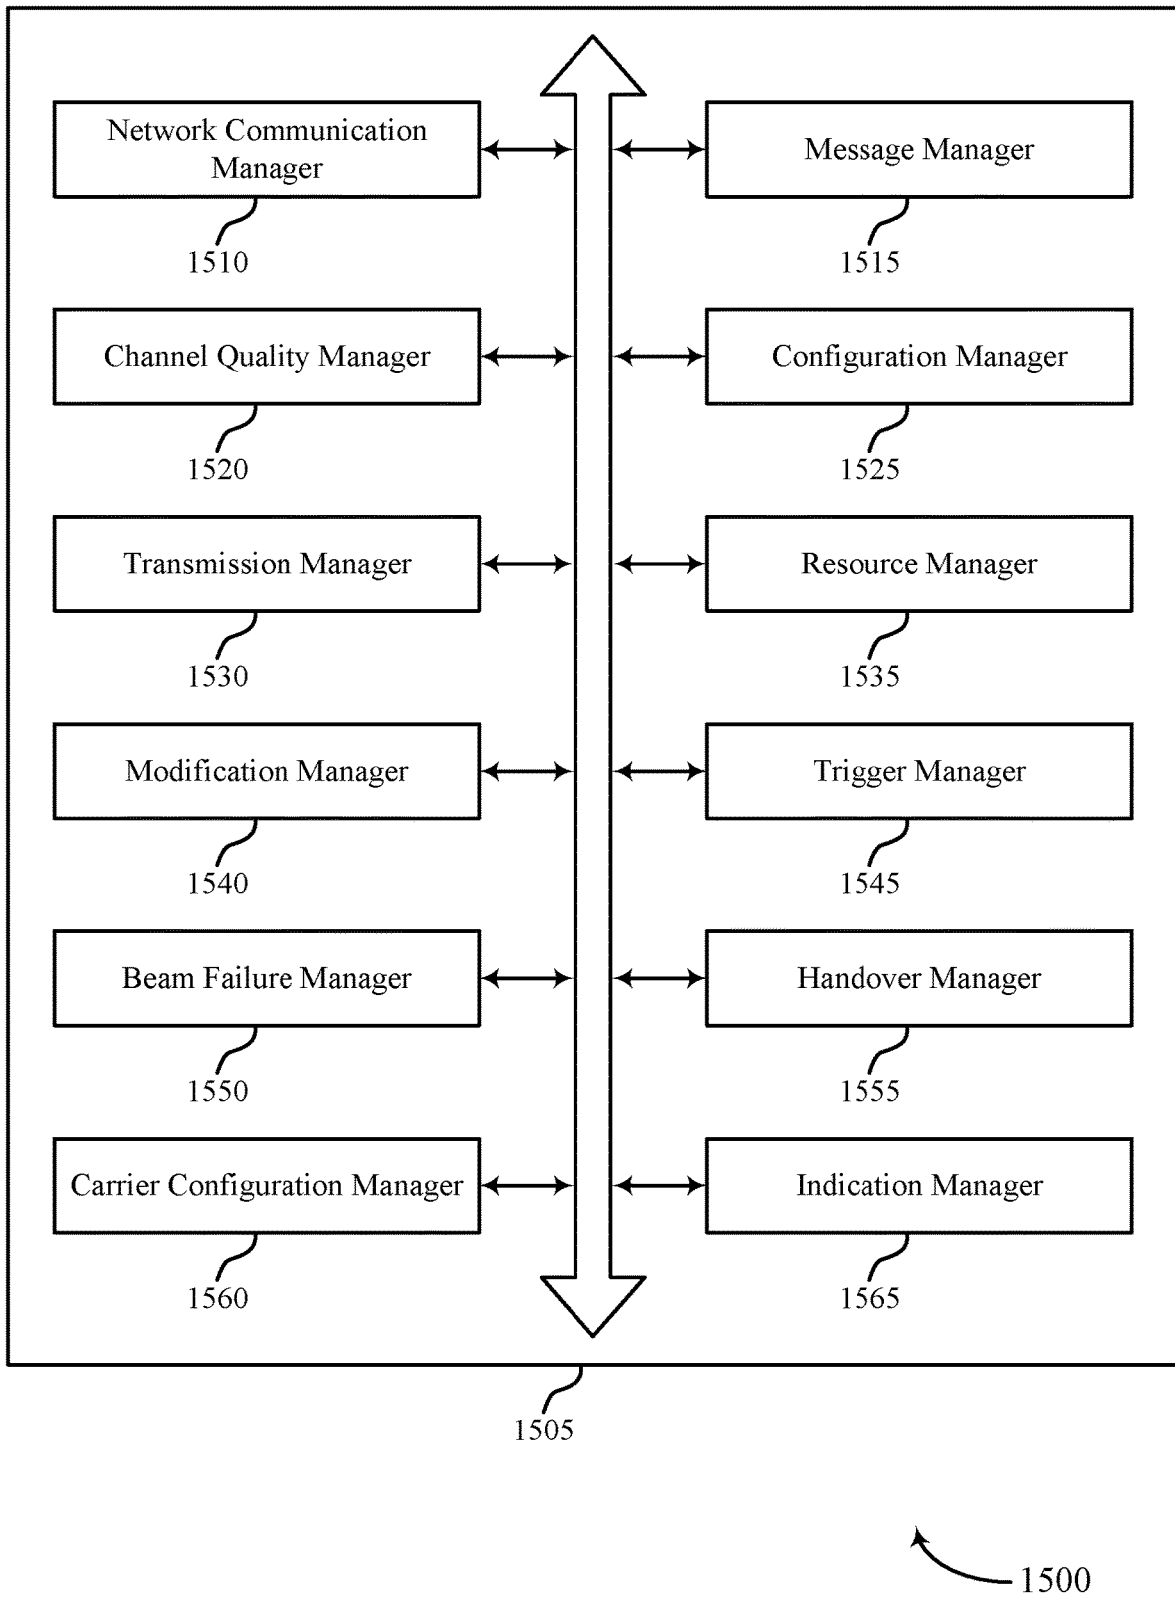 Network Communication
Manager
1510
Message Manager
1515
Channel Quality Manager
1520
Configuration Manager
1525
Transmission Manager
1530
Resource Manager
1535
Modification Manager
1540
Trigger Manager
1545
Beam Failure Manager
1550
Handover Manager
1555
Carrier Configuration Manager
1560
Indication Manager
1565
1505
1500